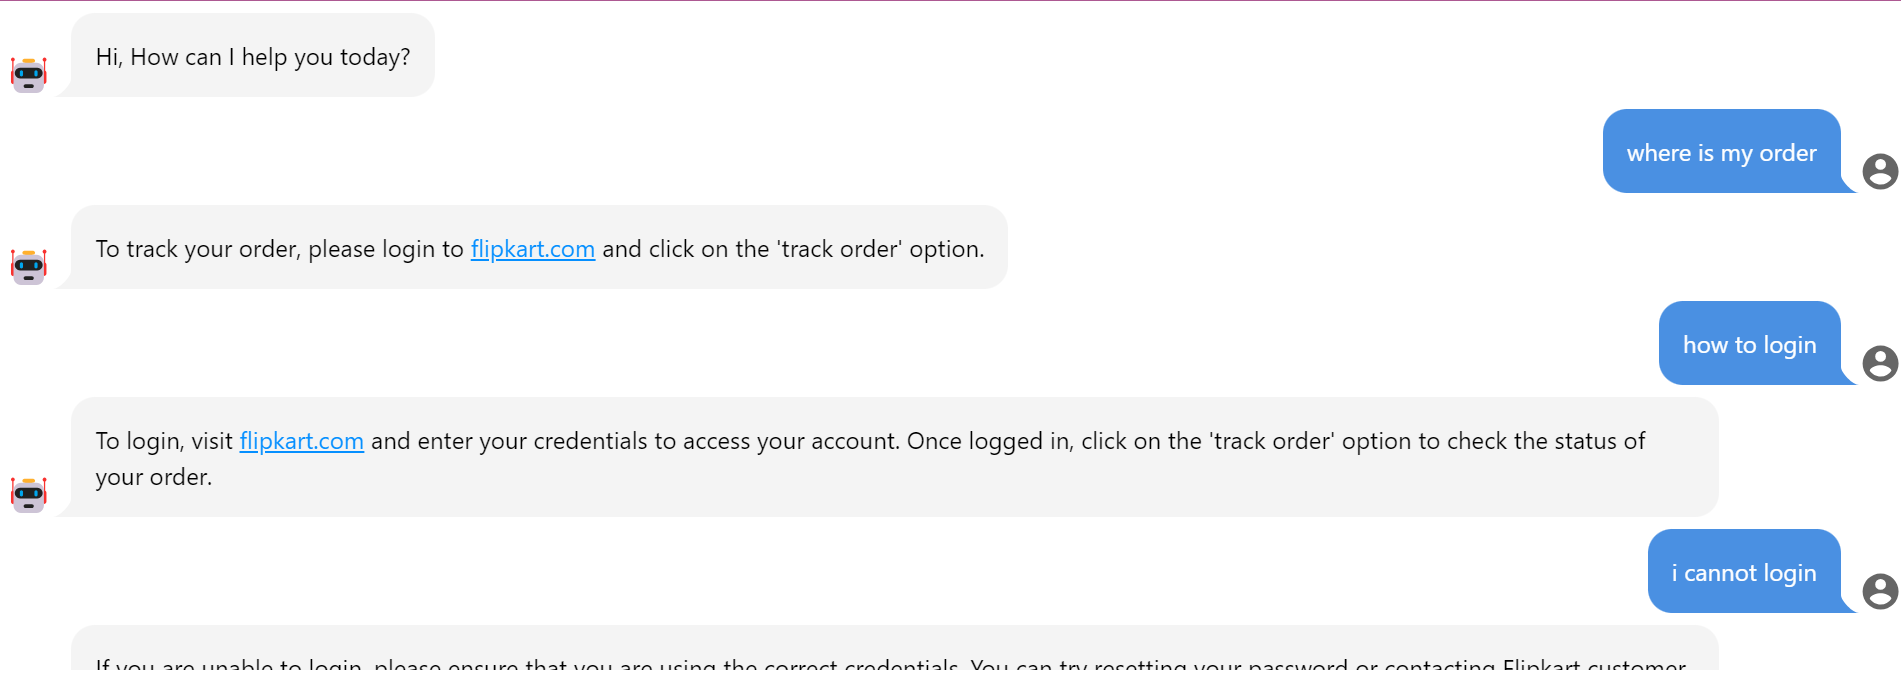 Hi, How can I help you today?
where is my order
To track your order, please login to flipkart.com and click on the 'track order' option.
how to login
To login, visit flipkart.com and enter your credentials to access your account. Once logged in, click on the 'track order' option to check the status of
your order.
i cannot login
If you are unable to login, please ensure that you are using the correct credentials. You can try resetting your password or contacting Flipkart customer